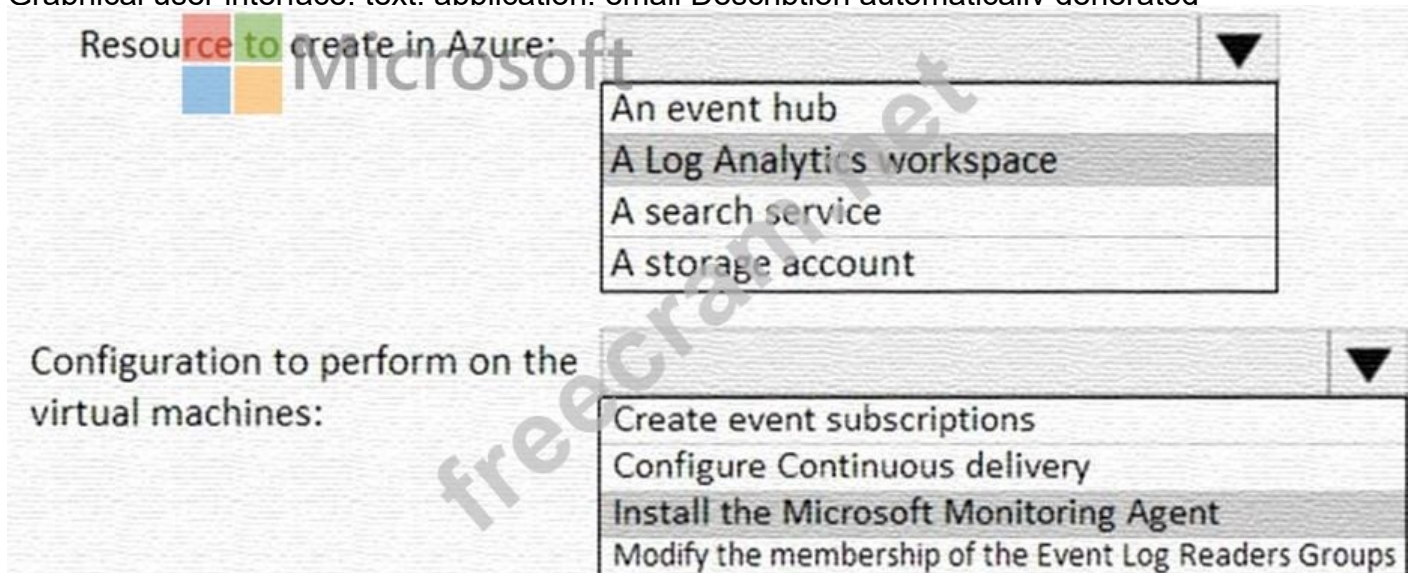 Graphical user interface, text, application, email Description automatically generated
Resource to create in Azure:
Microsoft
An event hub
A Log Analytics workspace
A search service
A storage account
Configuration to perform on the
virtual machines:
Create event subscriptions
Configure Continuous delivery
Install the Microsoft Monitoring Agent
Modify the membership of the Event Log Readers Groups
freecram.net